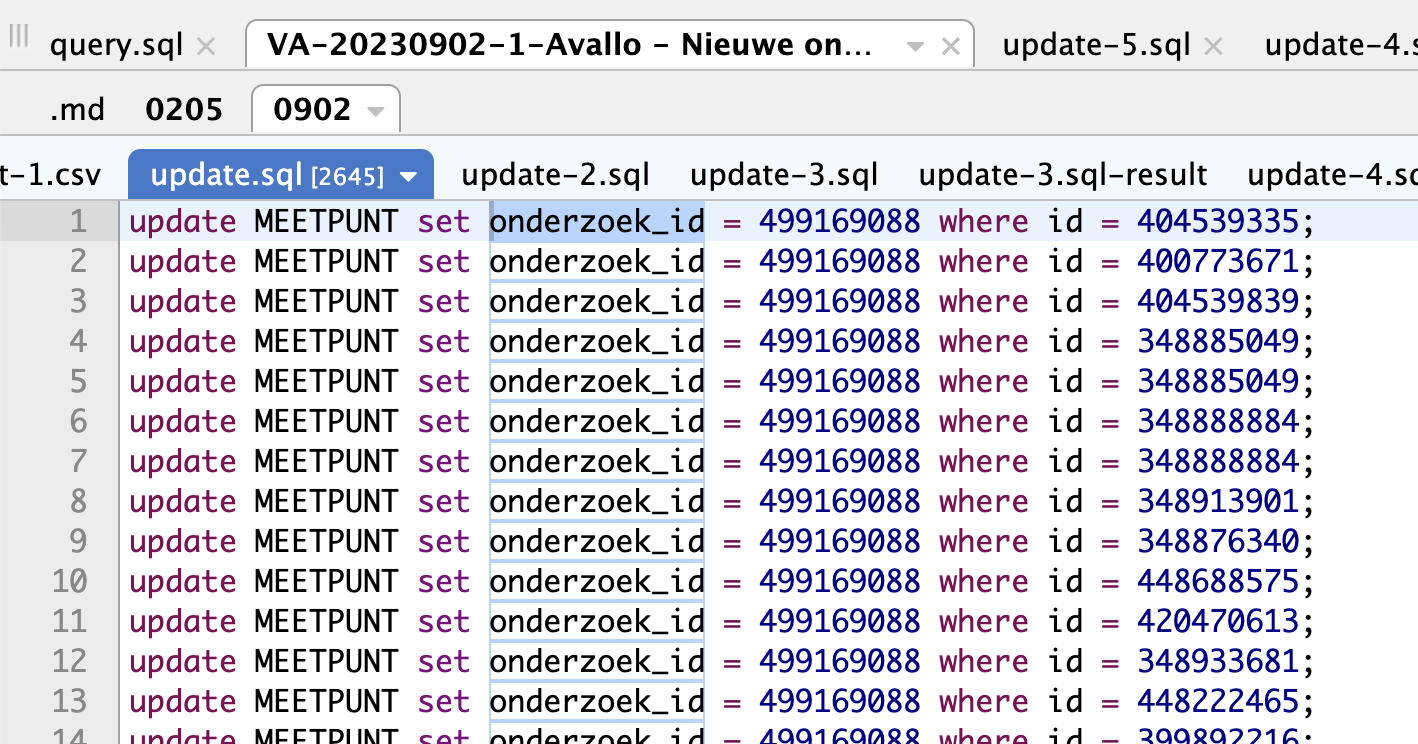 query.sql VA-20230902-1-Avallo - Nieuwe on... update-5.sql update-4.s
.md 0205 0902
t-1.csv update.sql [2645] update-2.sql update-3.sql update-3.sql-result update-4.sq
1 update MEETPUNT set onderzoek_id = 499169088 where id = 404539335;
2 update MEETPUNT set onderzoek_id = 499169088 where id = 400773671;
3 update MEETPUNT set onderzoek_id = 499169088 where id = 404539839;
4 update MEETPUNT set onderzoek_id = 499169088 where id = 348885049;
5 update MEETPUNT set onderzoek_id = 499169088 where id = 348885049;
6 update MEETPUNT set onderzoek_id = 499169088 where id = 348888884;
7 update MEETPUNT set onderzoek_id = 499169088 where id = 348888884;
8 update MEETPUNT set onderzoek_id = 499169088 where id = 348913901;
9 update MEETPUNT set onderzoek_id = 499169088 where id = 348876340;
10 update MEETPUNT set onderzoek_id = 499169088 where id = 448688575;
11 update MEETPUNT set onderzoek_id = 499169088 where id = 420470613;
12 update MEETPUNT set onderzoek_id = 499169088 where id = 348933681;
13 update MEETPUNT set onderzoek_id = 499169088 where id = 448222465;
14 update MEETPUNT set onderzoek_id = 499169088 where id = 399892216;